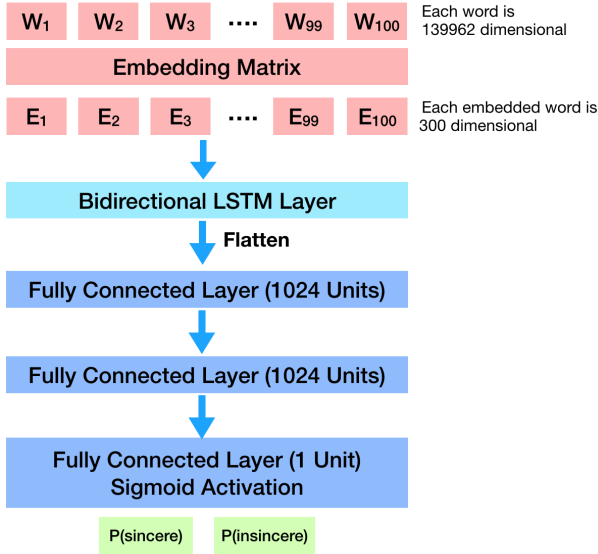 W₁ W₂ W₃ .... W₉₉ W₁₀₀ Each word is
139962 dimensional
Embedding Matrix
E₁ E₂ E₃ .... E₉₉ E₁₀₀ Each embedded word is
300 dimensional
Bidirectional LSTM Layer
Flatten
Fully Connected Layer (1024 Units)
Fully Connected Layer (1024 Units)
Fully Connected Layer (1 Unit)
Sigmoid Activation
P(sincere) P(insincere)